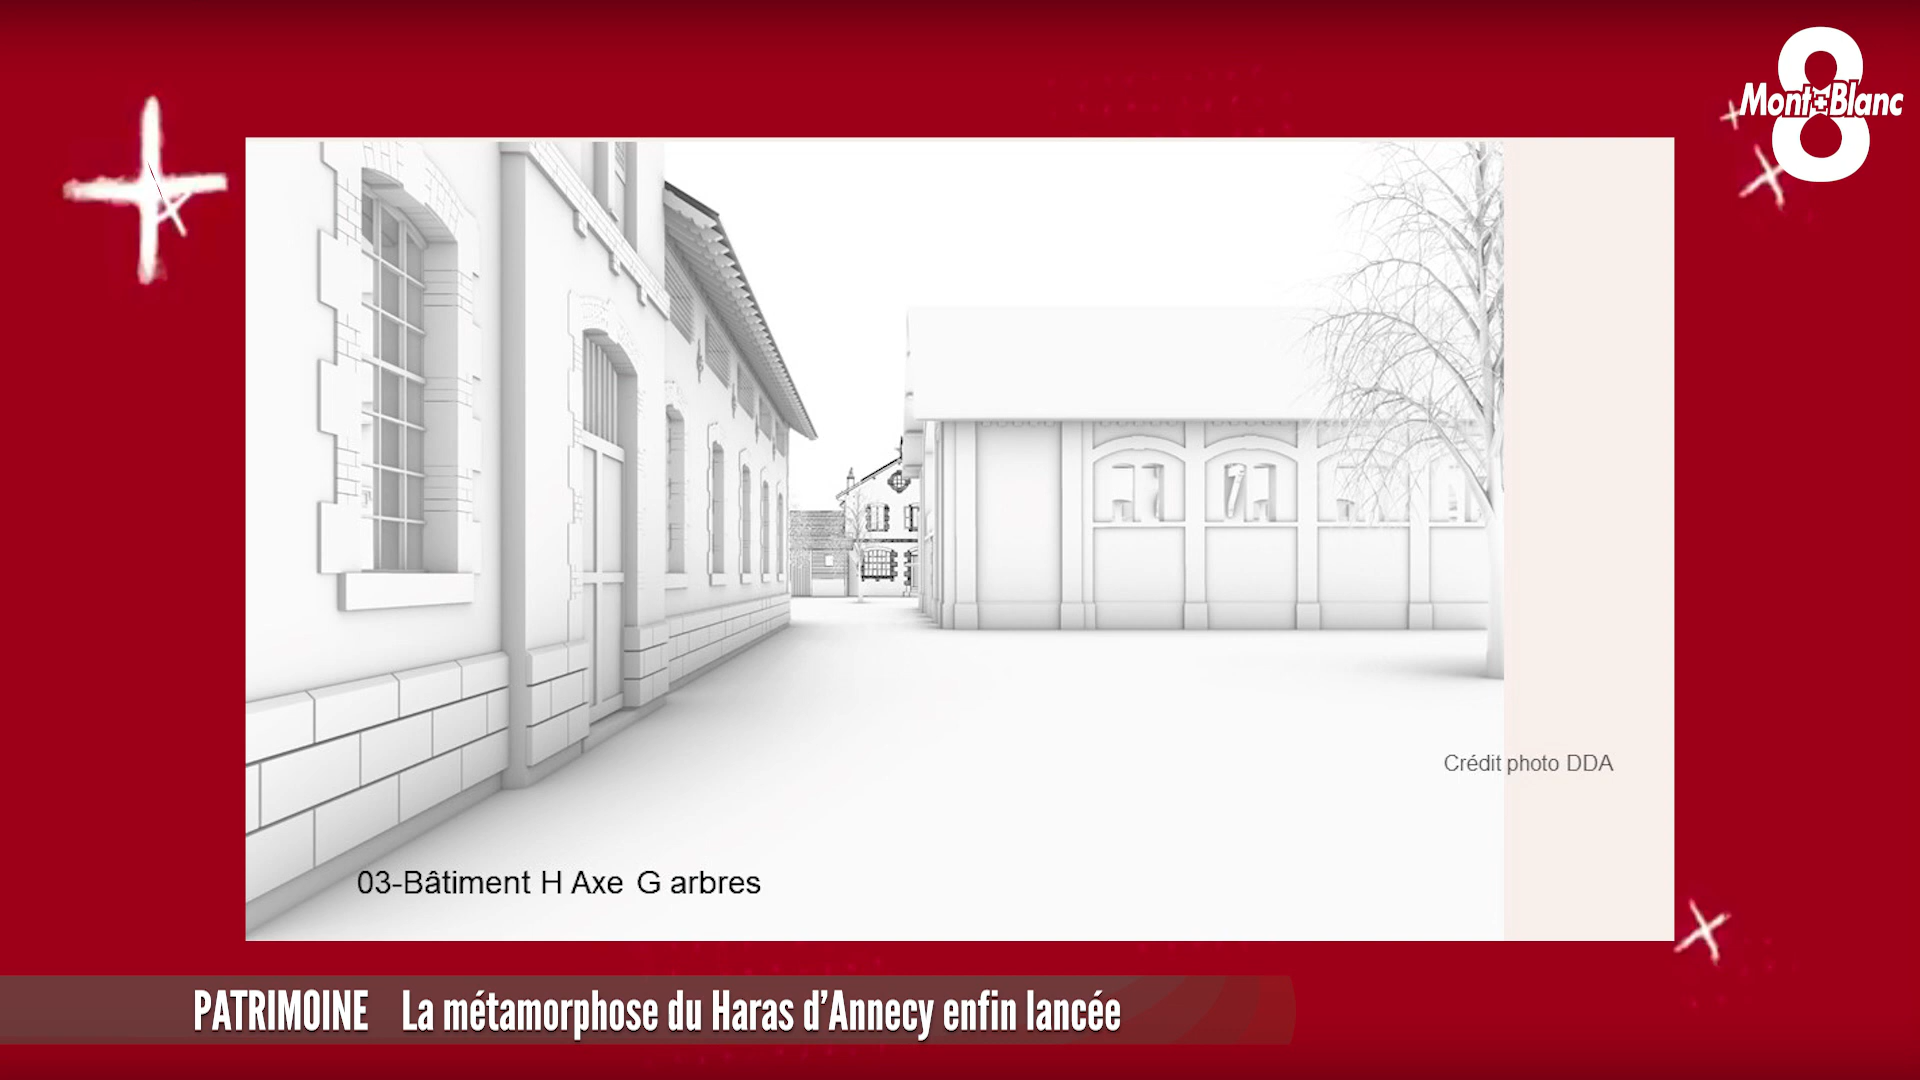 8
Mont Blanc
Crédit photo DDA
03-Bâtiment H Axe G arbres
PATRIMOINE La métamorphose du Haras d'Annecy enfin lancée